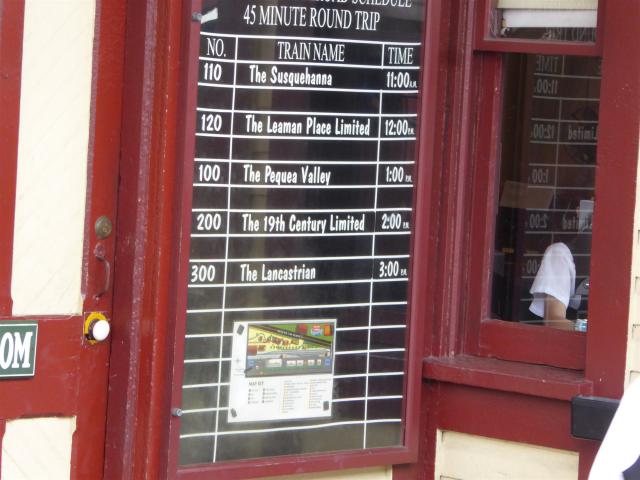 SCHEDULE
45 MINUTE ROUND TRIP
NO. TRAIN NAME TIME
110 The Susquehanna 11:00 A.M.
120 The Leaman Place Limited 12:00 P.M.
100 The Pequea Valley 1:00 P.M.
200 The 19th Century Limited 2:00 P.M.
300 The Lancastrian 3:00 P.M.
OM